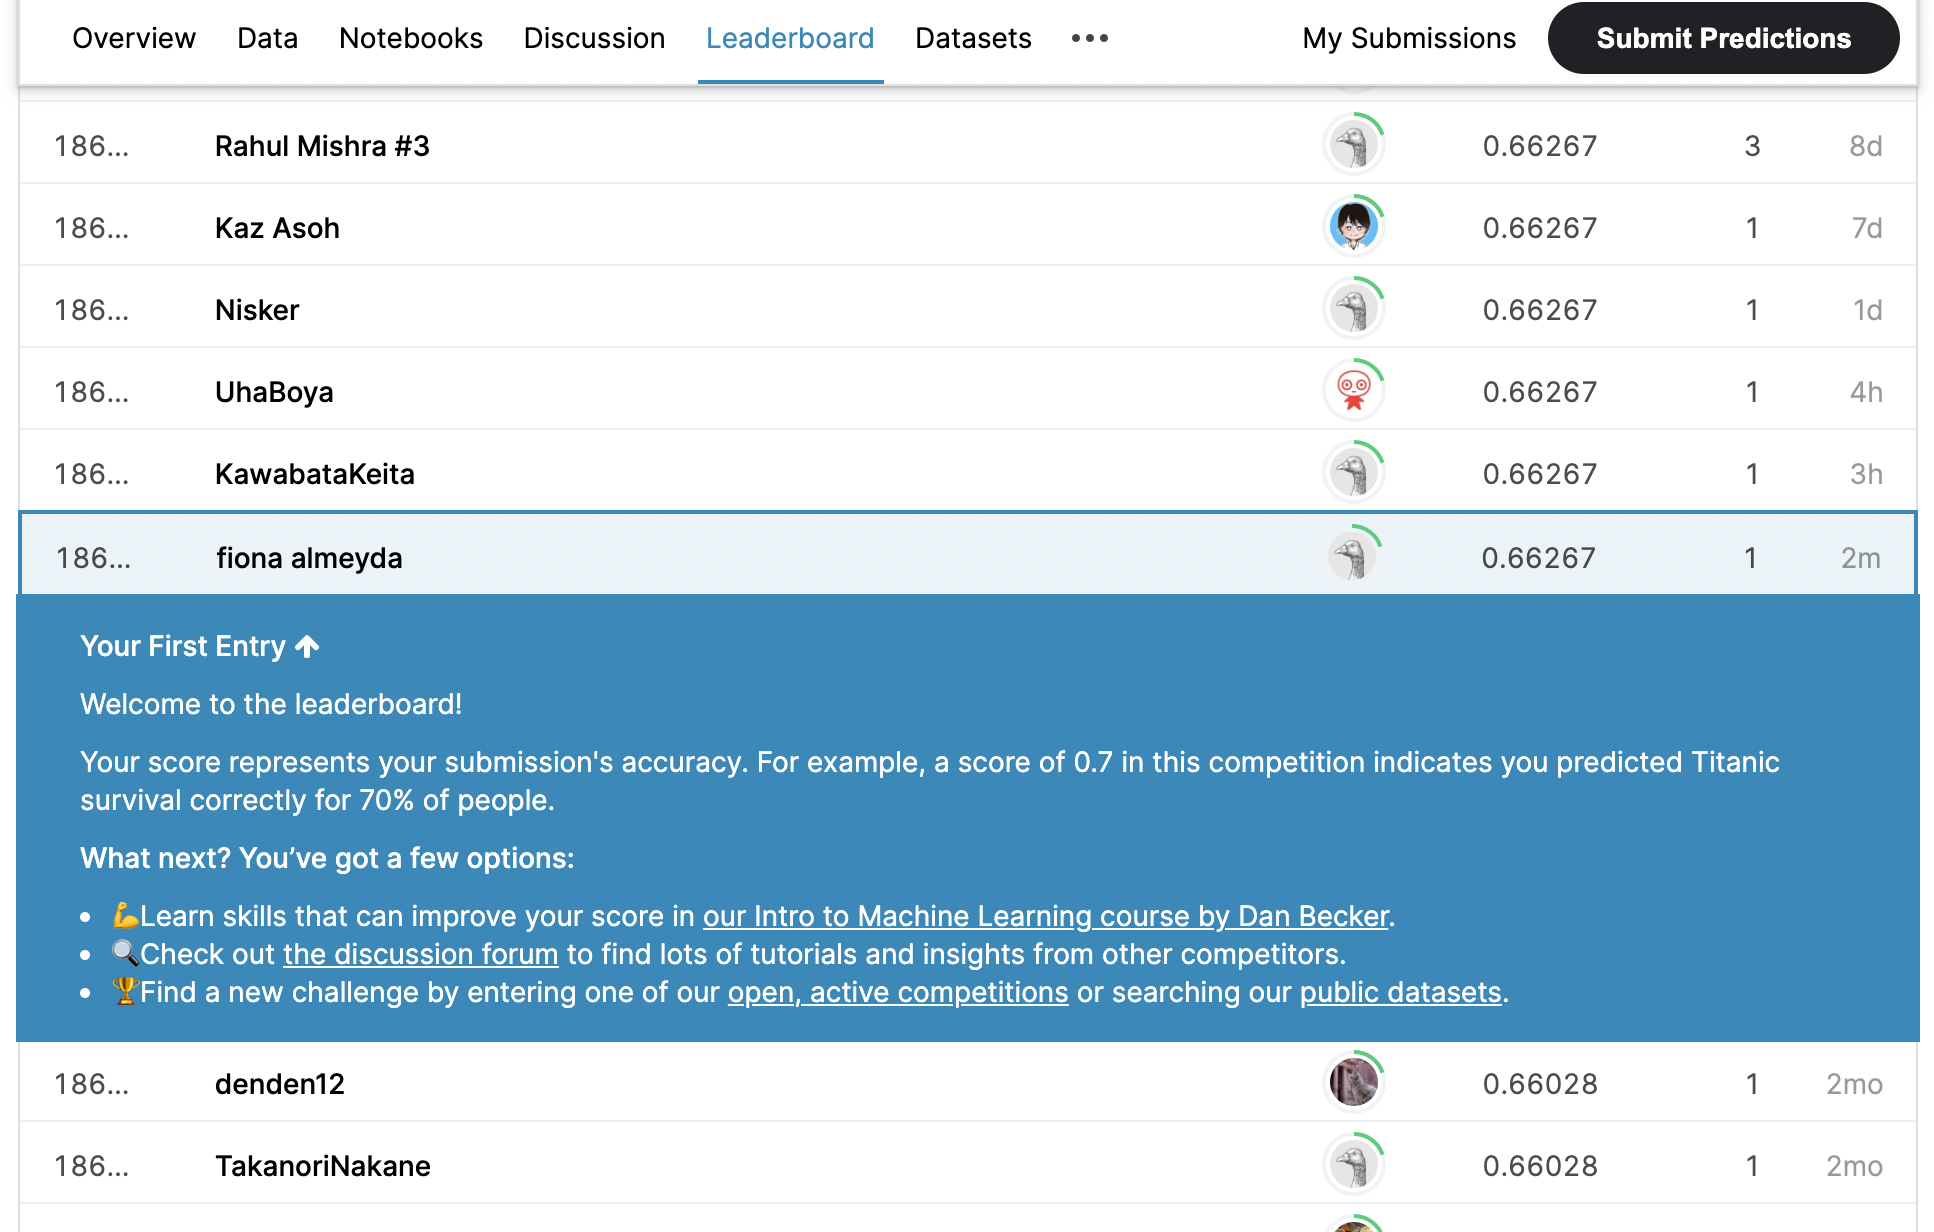 Overview Data Notebooks Discussion Leaderboard Datasets ••• My Submissions Submit Predictions
186... Rahul Mishra #3 0.66267 3 8d
186... Kaz Asoh 0.66267 1 7d
186... Nisker 0.66267 1 1d
186... UhaBoya 0.66267 1 4h
186... KawabataKeita 0.66267 1 3h
186... fiona almeyda 0.66267 1 2m
Your First Entry ↑
Welcome to the leaderboard!
Your score represents your submission's accuracy. For example, a score of 0.7 in this competition indicates you predicted Titanic
survival correctly for 70% of people.
What next? You’ve got a few options:
• 💪Learn skills that can improve your score in our Intro to Machine Learning course by Dan Becker.
• 🔍Check out the discussion forum to find lots of tutorials and insights from other competitors.
• 🏆Find a new challenge by entering one of our open, active competitions or searching our public datasets.
186... denden12 0.66028 1 2mo
186... TakanoriNakane 0.66028 1 2mo